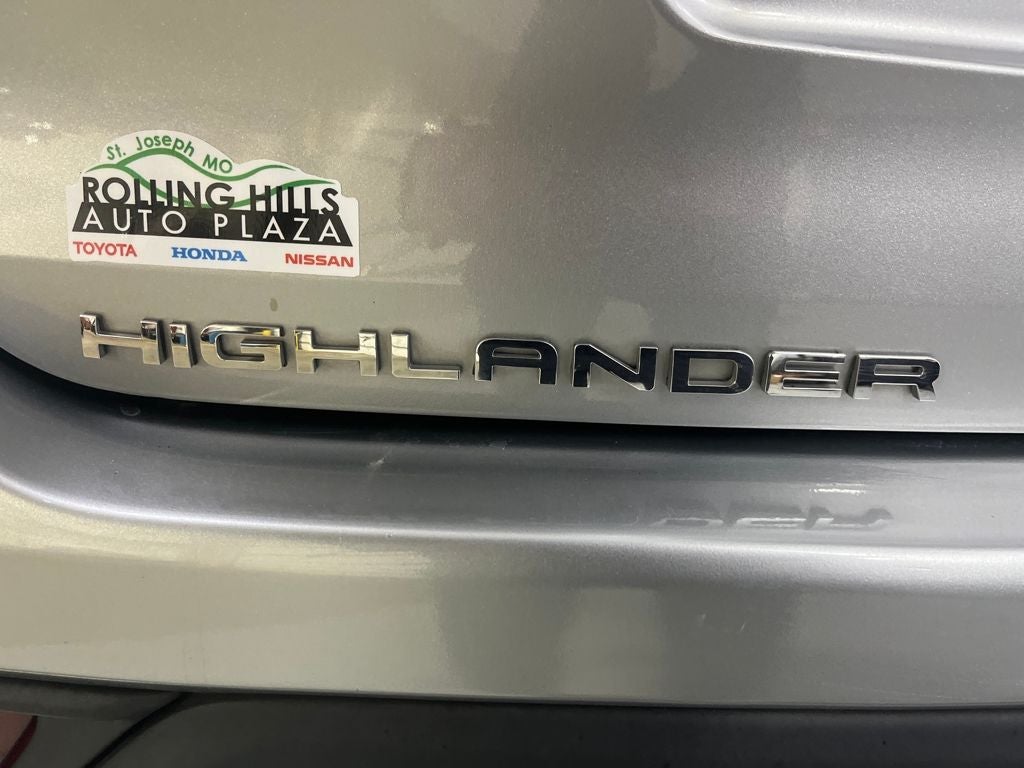 St. Joseph MO
ROLLING HILLS
AUTO PLAZA
TOYOTA HONDA NISSAN
HIGHLANDER